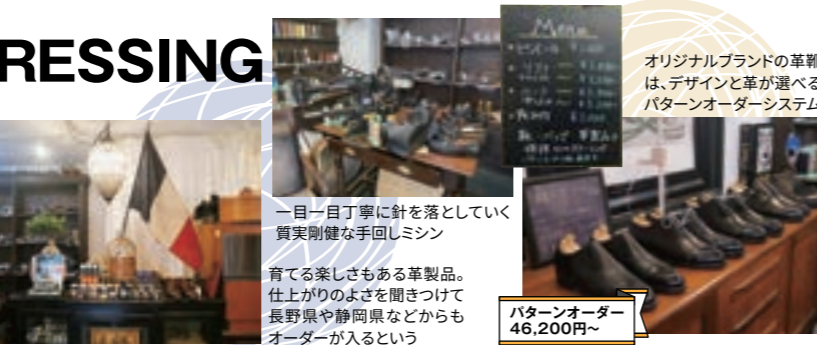 RESSING
Menu
オリジナルブランドの革靴
は、デザインと革が選べる
パターンオーダーシステム
一目一目丁寧に針を落としていく
質実剛健な手回しミシン
育てる楽しさもある革製品。
仕上がりのよさを聞きつけて
長野県や静岡県などからも
オーダーが入るという
パターンオーダー
46,200円〜